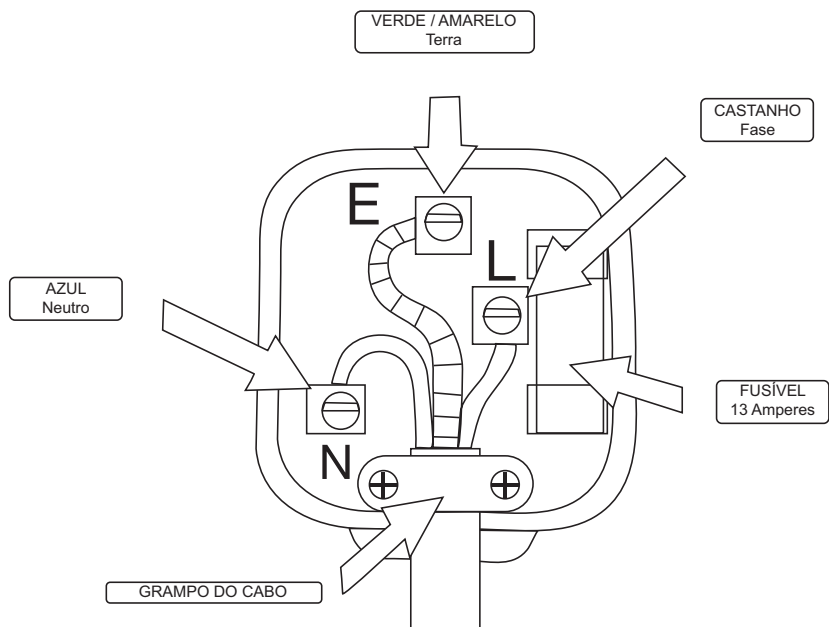 VERDE / AMARELO
Terra
CASTANHO
Fase
E
L
AZUL
Neutro
FUSÍVEL
13 Amperes
N
GRAMPO DO CABO